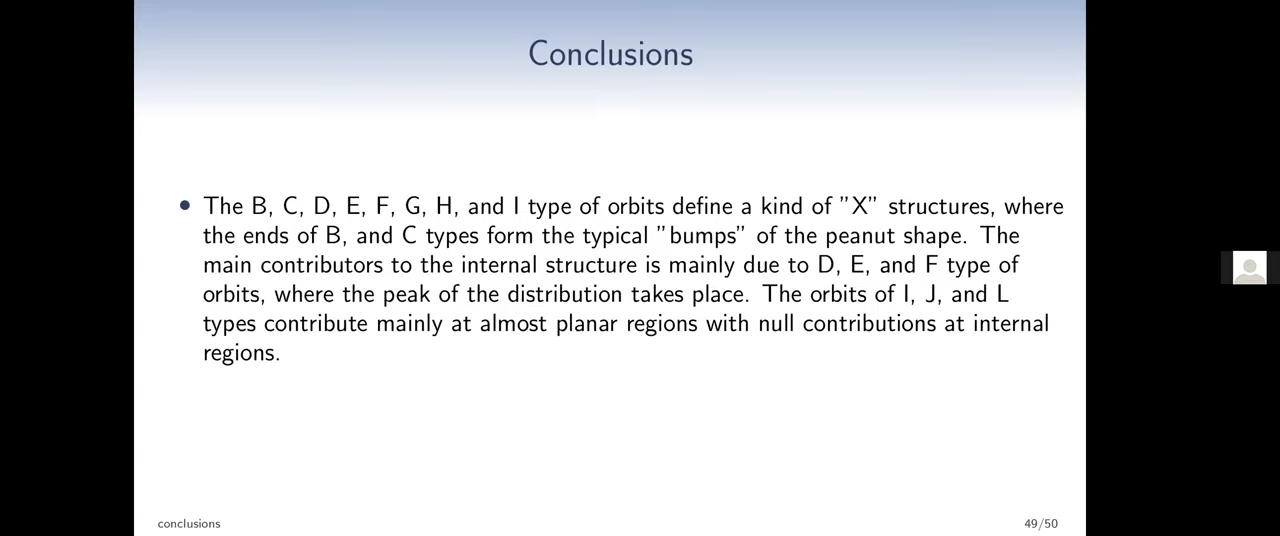 Conclusions
The B, C, D, E, F, G, H, and I type of orbits define a kind of ”X” structures, where
the ends of B, and C types form the typical ”bumps” of the peanut shape. The
main contributors to the internal structure is mainly due to D, E, and F type of
orbits, where the peak of the distribution takes place. The orbits of I, J, and L
types contribute mainly at almost planar regions with null contributions at internal
regions.
conclusions
49/50